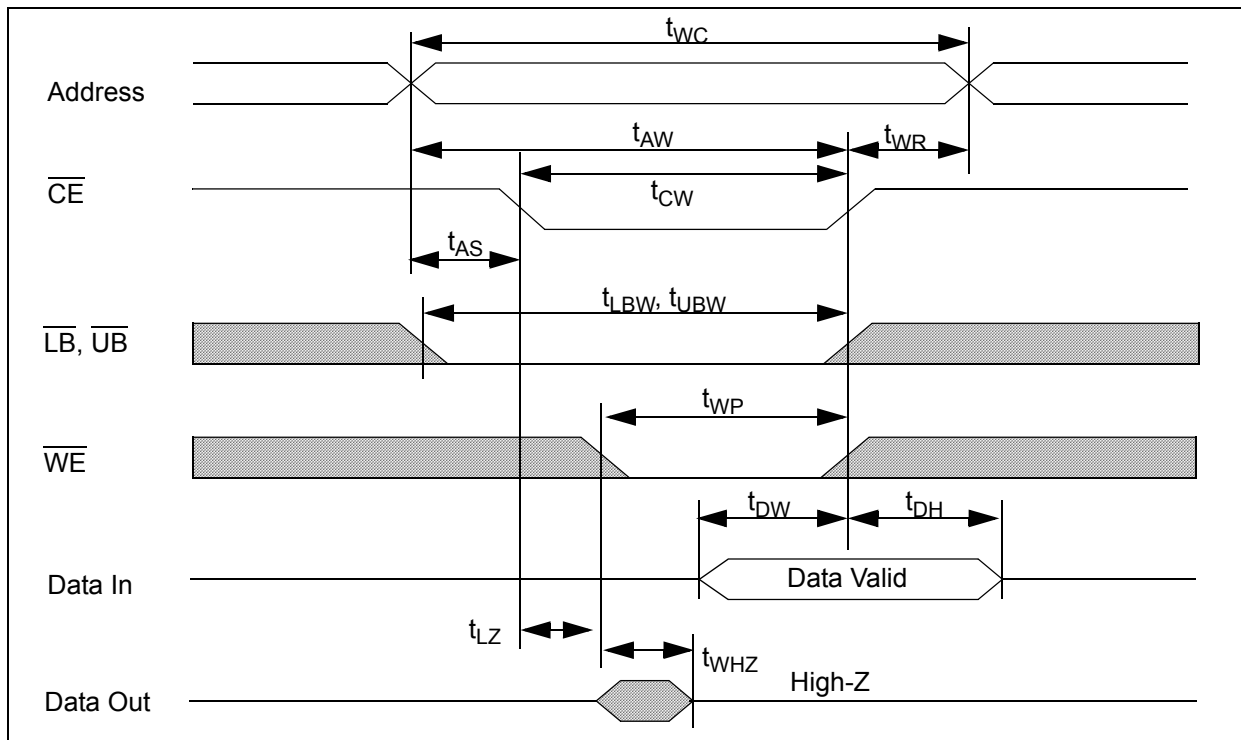 tWC
Address
tAW
tWR
CE
tCW
tAS
tLBW, tUBW
LB, UB
tWP
WE
tDW
tDH
Data In
Data Valid
tLZ
tWHZ
Data Out
High-Z